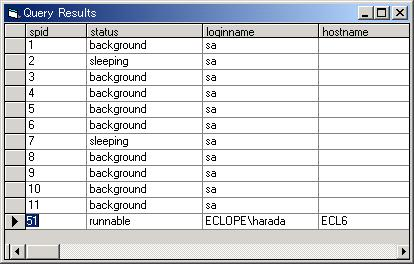 Query Results
spid status loginname hostname
1 background sa
2 sleeping sa
3 background sa
4 background sa
5 background sa
6 background sa
7 sleeping sa
8 background sa
9 background sa
10 background sa
11 background sa
51 runnable ECLOPE\harada ECL6